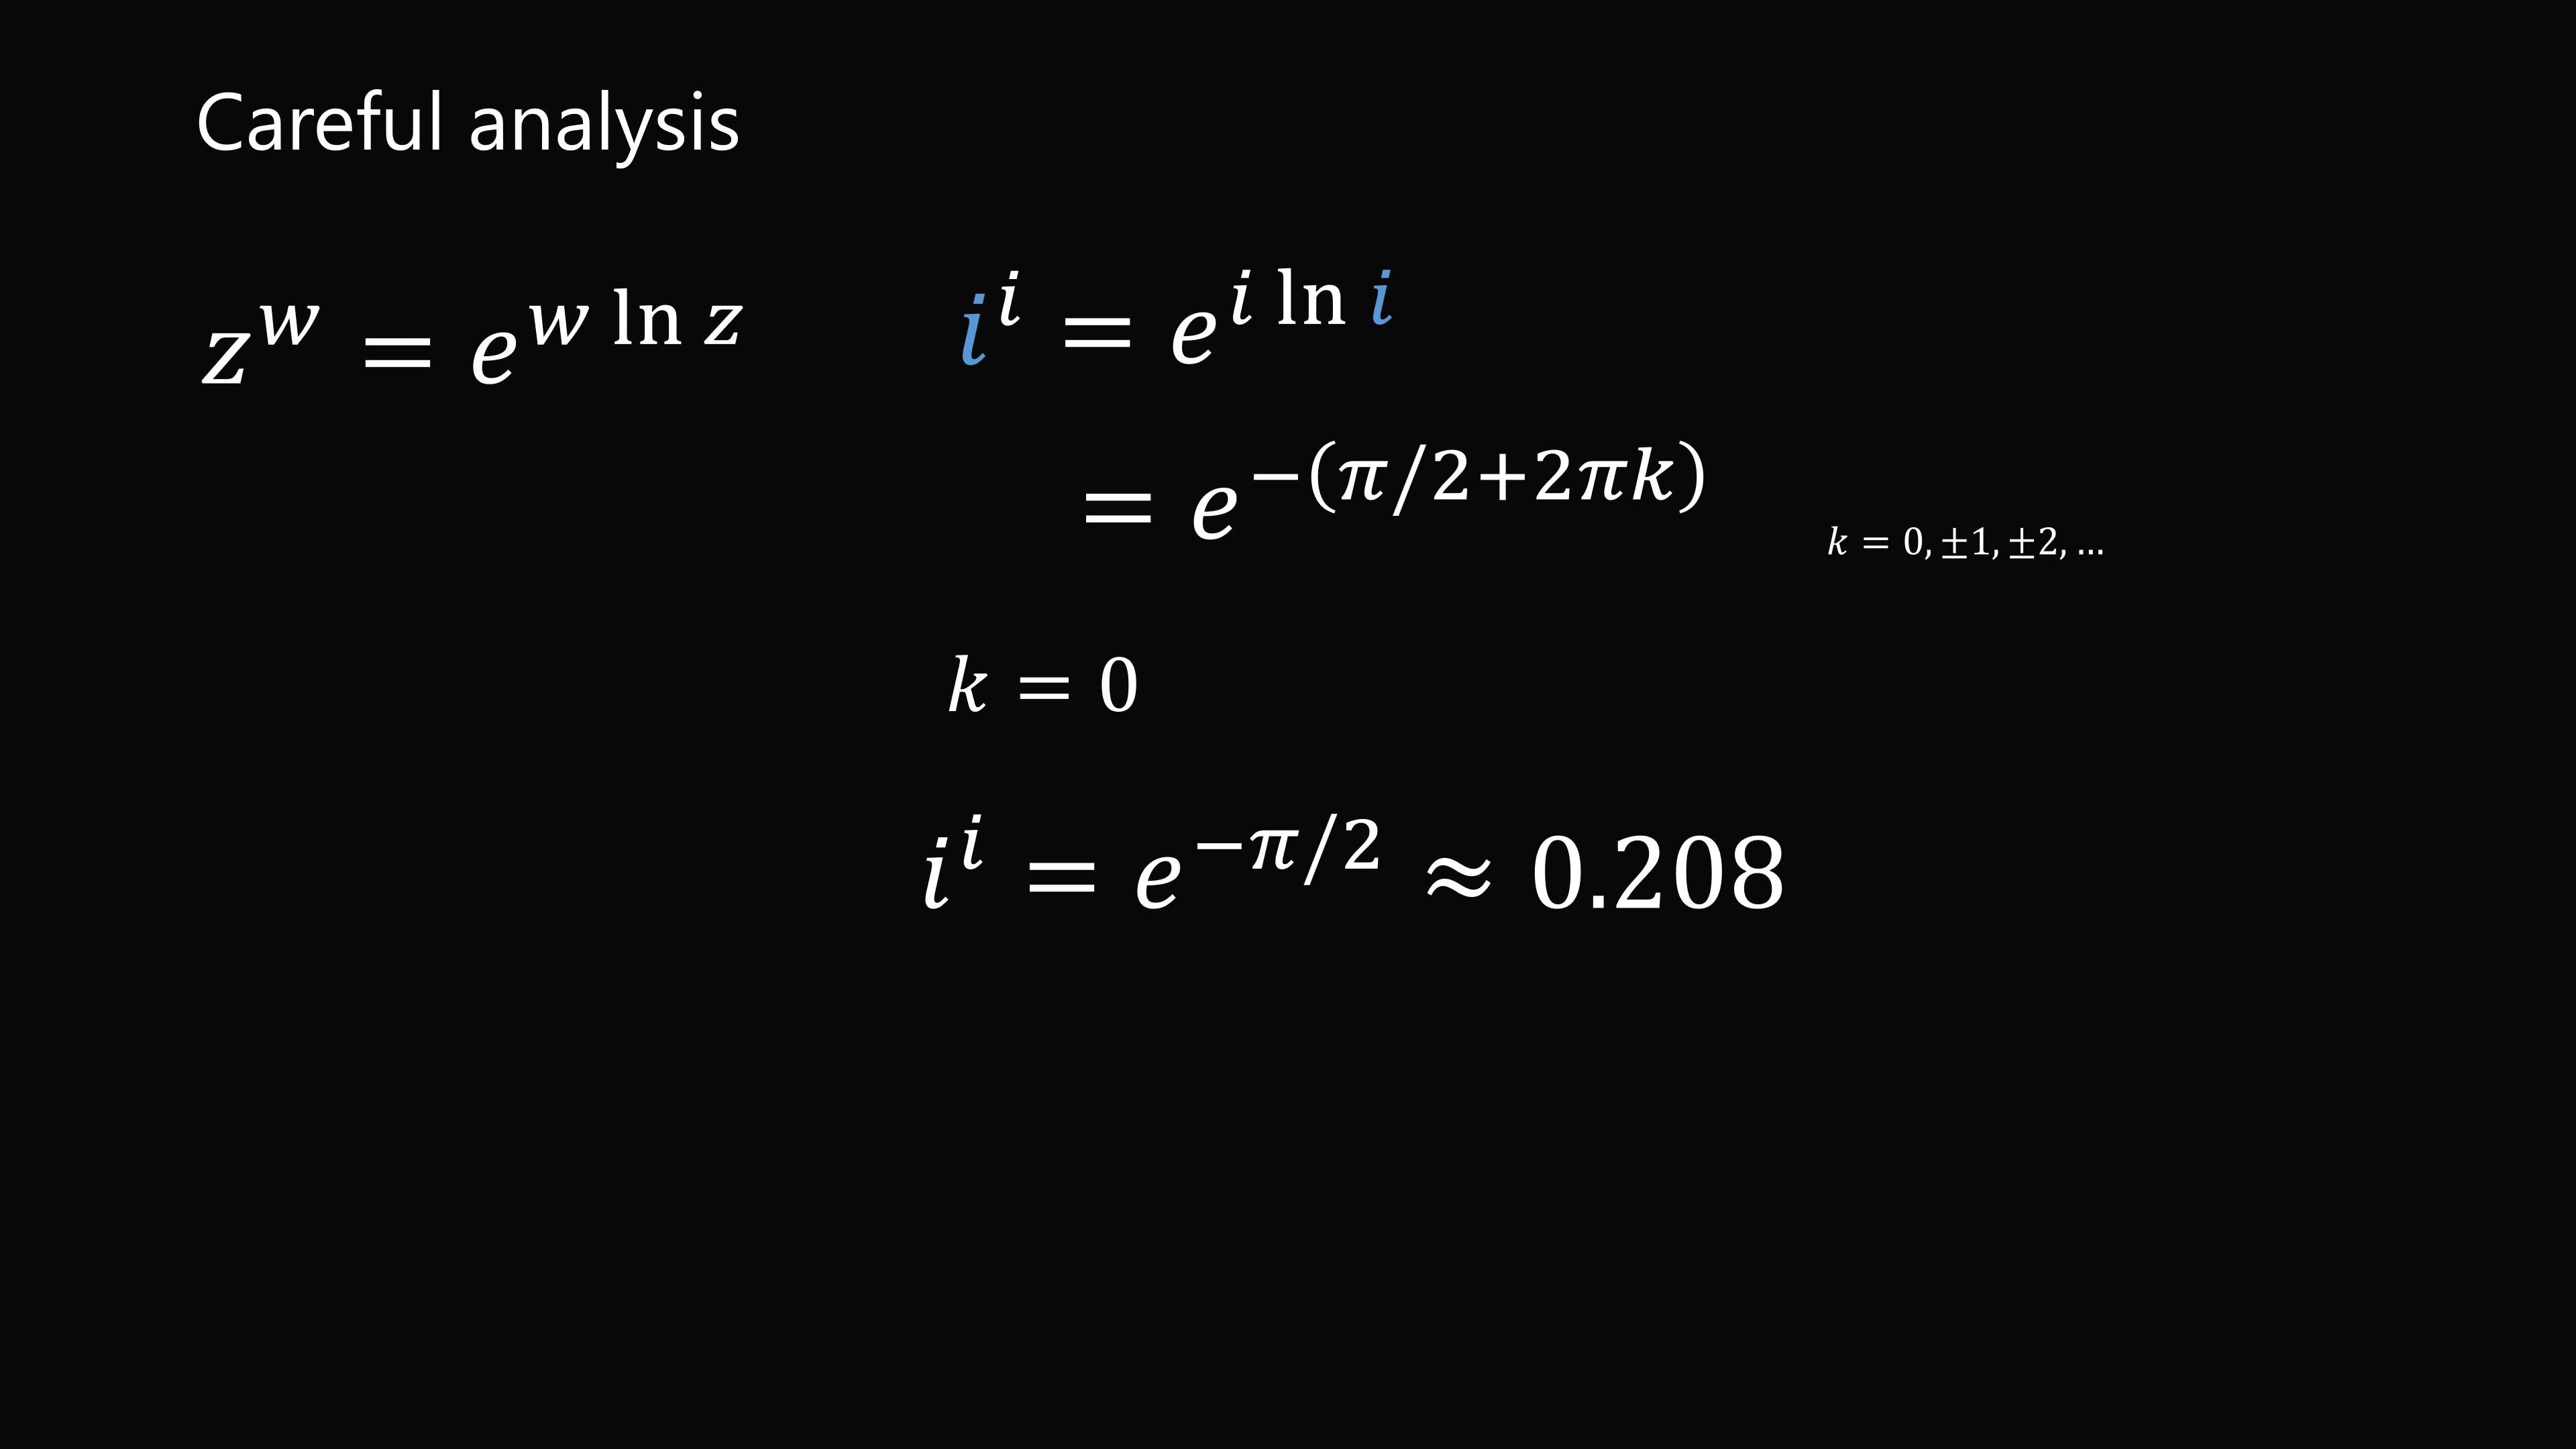 Careful analysis
z^w = e^{w ln z}
i^i = e^{i ln i}
= e^{−(π/2+2πk)}
k = 0, ±1, ±2, …
k = 0
i^i = e^{−π/2} ≈ 0.208